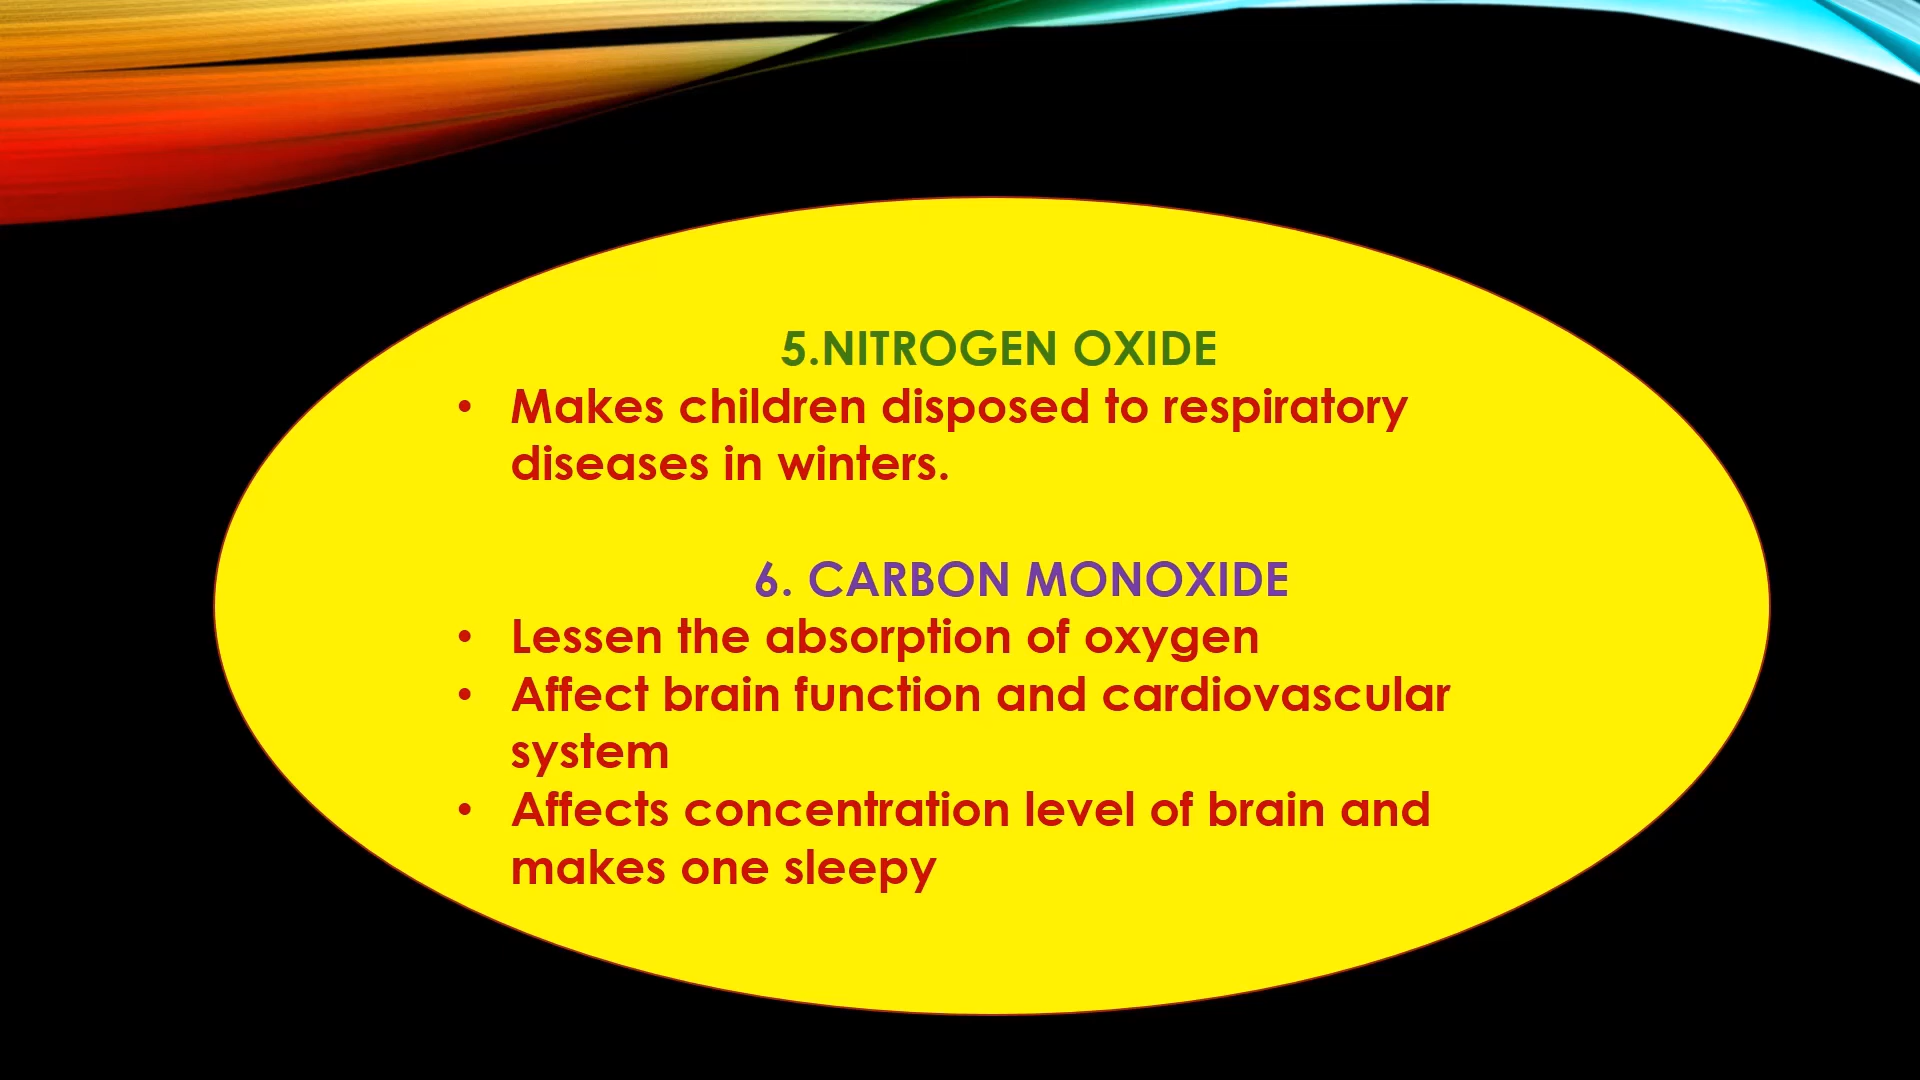 5.NITROGEN OXIDE
• Makes children disposed to respiratory
diseases in winters.
6. CARBON MONOXIDE
• Lessen the absorption of oxygen
• Affect brain function and cardiovascular
system
• Affects concentration level of brain and
makes one sleepy